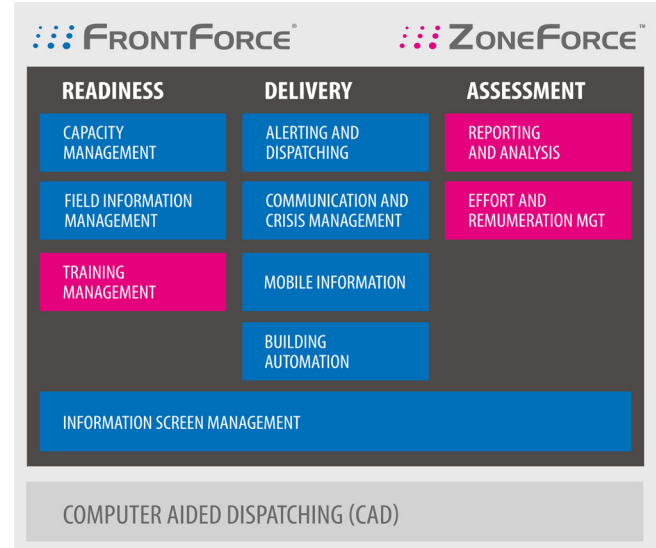 FRONTFORCE®
ZONEFORCE™
READINESS
DELIVERY
ASSESSMENT
CAPACITY
MANAGEMENT
ALERTING AND
DISPATCHING
REPORTING
AND ANALYSIS
FIELD INFORMATION
MANAGEMENT
COMMUNICATION AND
CRISIS MANAGEMENT
EFFORT AND
REMUMERATION MGT
TRAINING
MANAGEMENT
MOBILE INFORMATION
BUILDING
AUTOMATION
INFORMATION SCREEN MANAGEMENT
COMPUTER AIDED DISPATCHING (CAD)